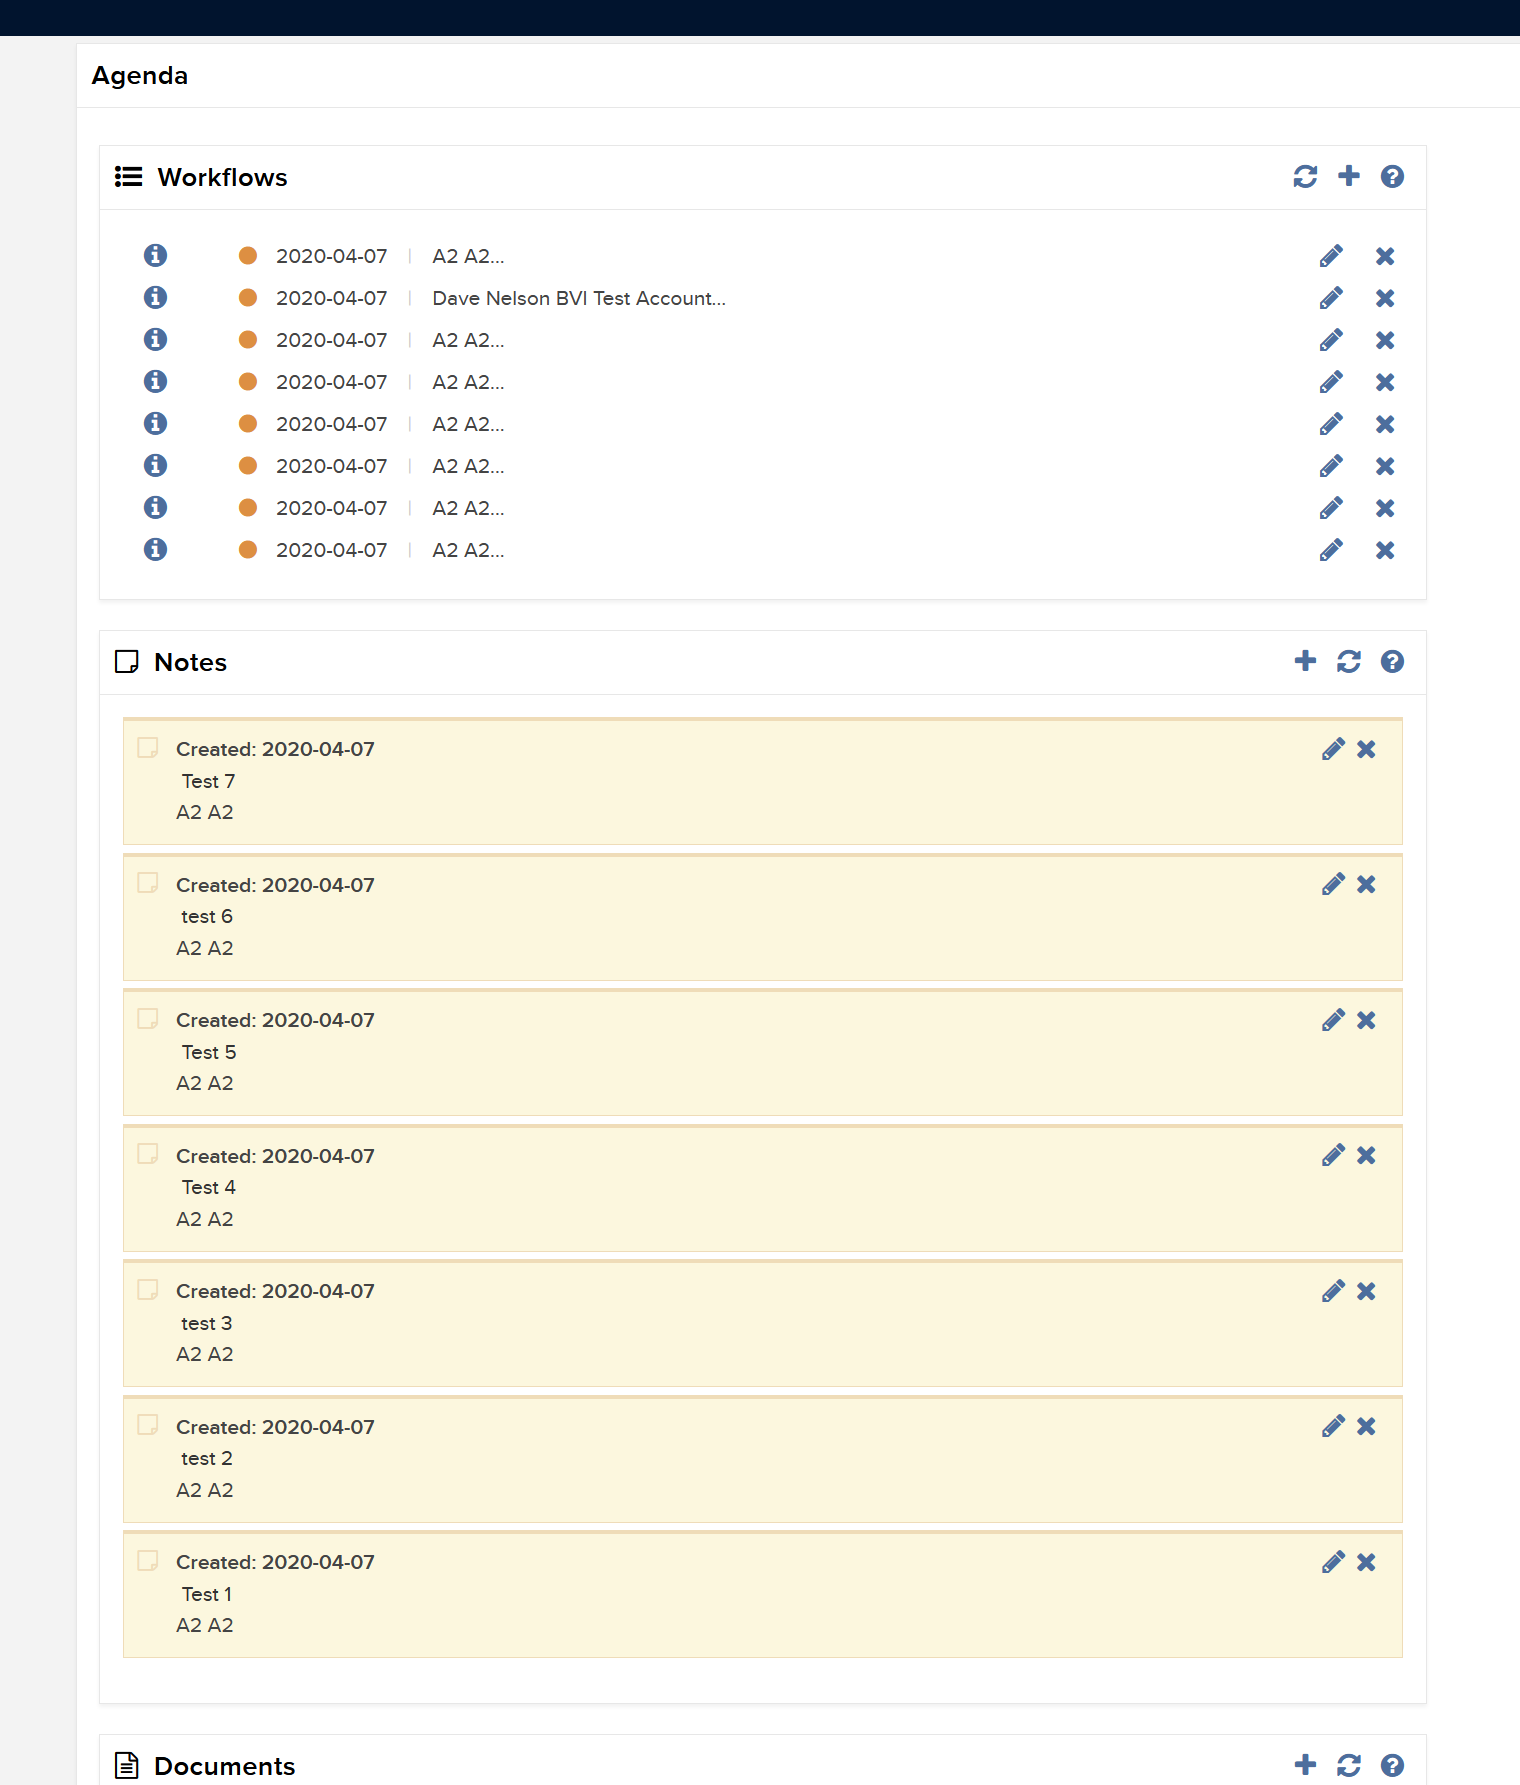 Agenda
Workflows
2020-04-07 | A2 A2...
2020-04-07 | Dave Nelson BVI Test Account...
2020-04-07 | A2 A2...
2020-04-07 | A2 A2...
2020-04-07 | A2 A2...
2020-04-07 | A2 A2...
2020-04-07 | A2 A2...
2020-04-07 | A2 A2...
Notes
Created: 2020-04-07
Test 7
A2 A2
Created: 2020-04-07
test 6
A2 A2
Created: 2020-04-07
Test 5
A2 A2
Created: 2020-04-07
Test 4
A2 A2
Created: 2020-04-07
test 3
A2 A2
Created: 2020-04-07
test 2
A2 A2
Created: 2020-04-07
Test 1
A2 A2
Documents